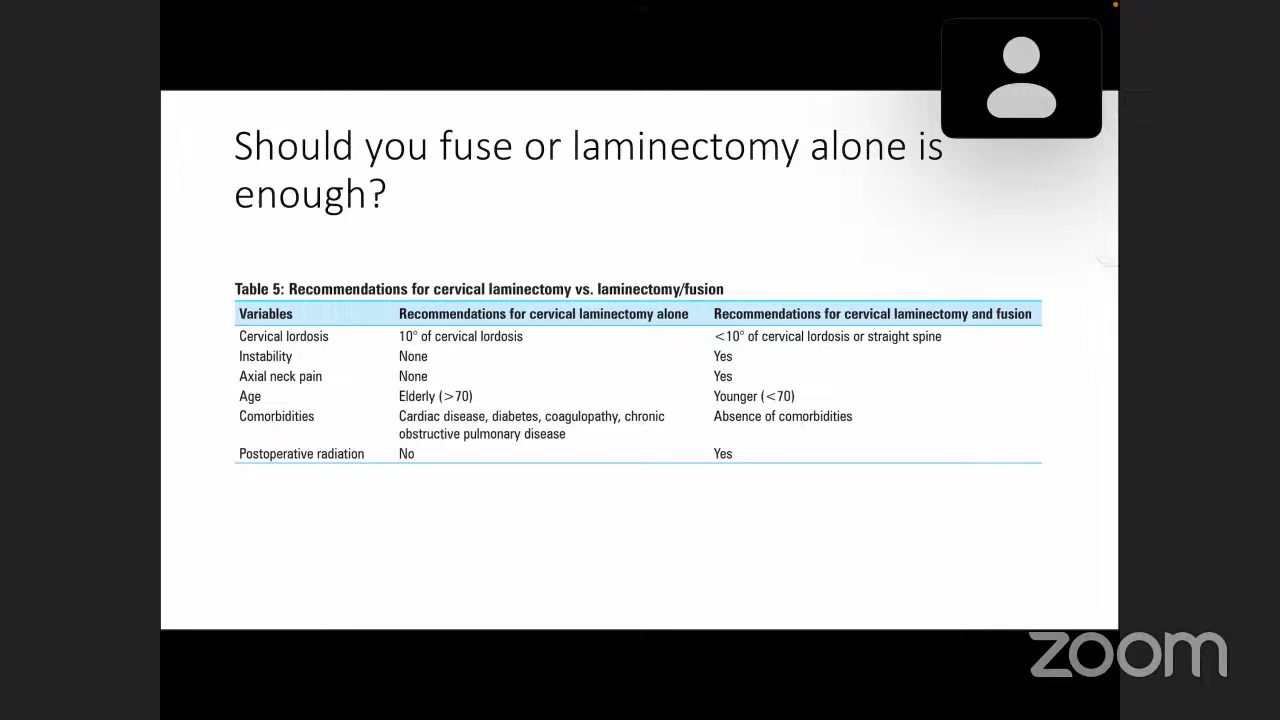 Should you fuse or laminectomy alone is
enough?
Table 5: Recommendations for cervical laminectomy vs. laminectomy/fusion
Variables Recommendations for cervical laminectomy alone Recommendations for cervical laminectomy and fusion
Cervical lordosis 10° of cervical lordosis <10° of cervical lordosis or straight spine
Instability None Yes
Axial neck pain None Yes
Age Elderly (>70) Younger (<70)
Comorbidities Cardiac disease, diabetes, coagulopathy, chronic Absence of comorbidities
obstructive pulmonary disease
Postoperative radiation No Yes
zoom